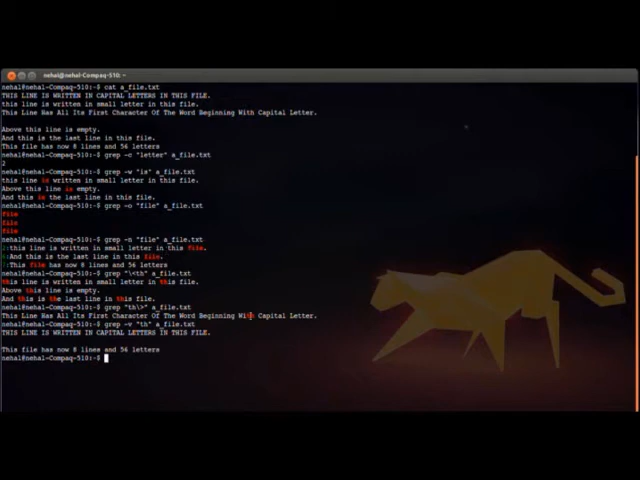 nehal@nehal-Compaq-510: ~
nehal@nehal-Compaq-510:~$ cat a_file.txt
THIS LINE IS WRITTEN IN CAPITAL LETTERS IN THIS FILE.
this line is written in small letter in this file.
This Line Has All Its First Character Of The Word Beginning With Capital Letter.
Above this line is empty.
And this is the last line in this file.
This file has now 8 lines and 56 letters
nehal@nehal-Compaq-510:~$ grep -c "letter" a_file.txt
2
nehal@nehal-Compaq-510:~$ grep -w "is" a_file.txt
this line is written in small letter in this file.
Above this line is empty.
And this is the last line in this file.
nehal@nehal-Compaq-510:~$ grep -o "file" a_file.txt
file
file
file
nehal@nehal-Compaq-510:~$ grep -n "file" a_file.txt
2:this line is written in small letter in this file.
6:And this is the last line in this file.
7:This file has now 8 lines and 56 letters
nehal@nehal-Compaq-510:~$ grep "\<th" a_file.txt
this line is written in small letter in this file.
Above this line is empty.
And this is the last line in this file.
nehal@nehal-Compaq-510:~$ grep "th\>" a_file.txt
This Line Has All Its First Character Of The Word Beginning With Capital Letter.
nehal@nehal-Compaq-510:~$ grep -v "th" a_file.txt
THIS LINE IS WRITTEN IN CAPITAL LETTERS IN THIS FILE.
This file has now 8 lines and 56 letters
nehal@nehal-Compaq-510:~$